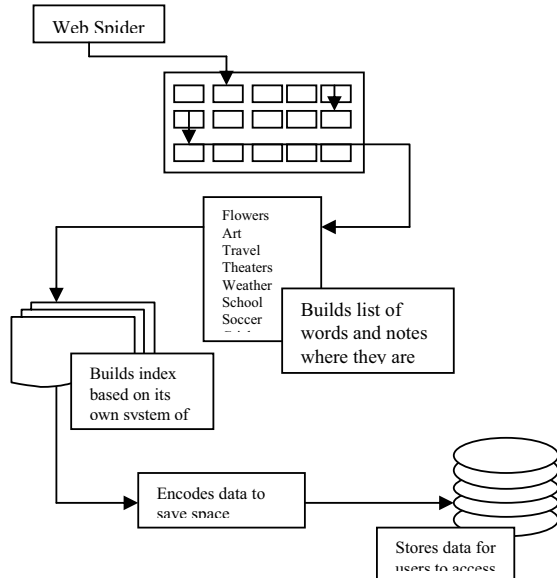 Web Spider
Flowers
Art
Travel
Theaters
Weather
School
Soccer
Builds list of
words and notes
where they are
Builds index
based on its
own system of
Encodes data to
save space
Stores data for
users to access